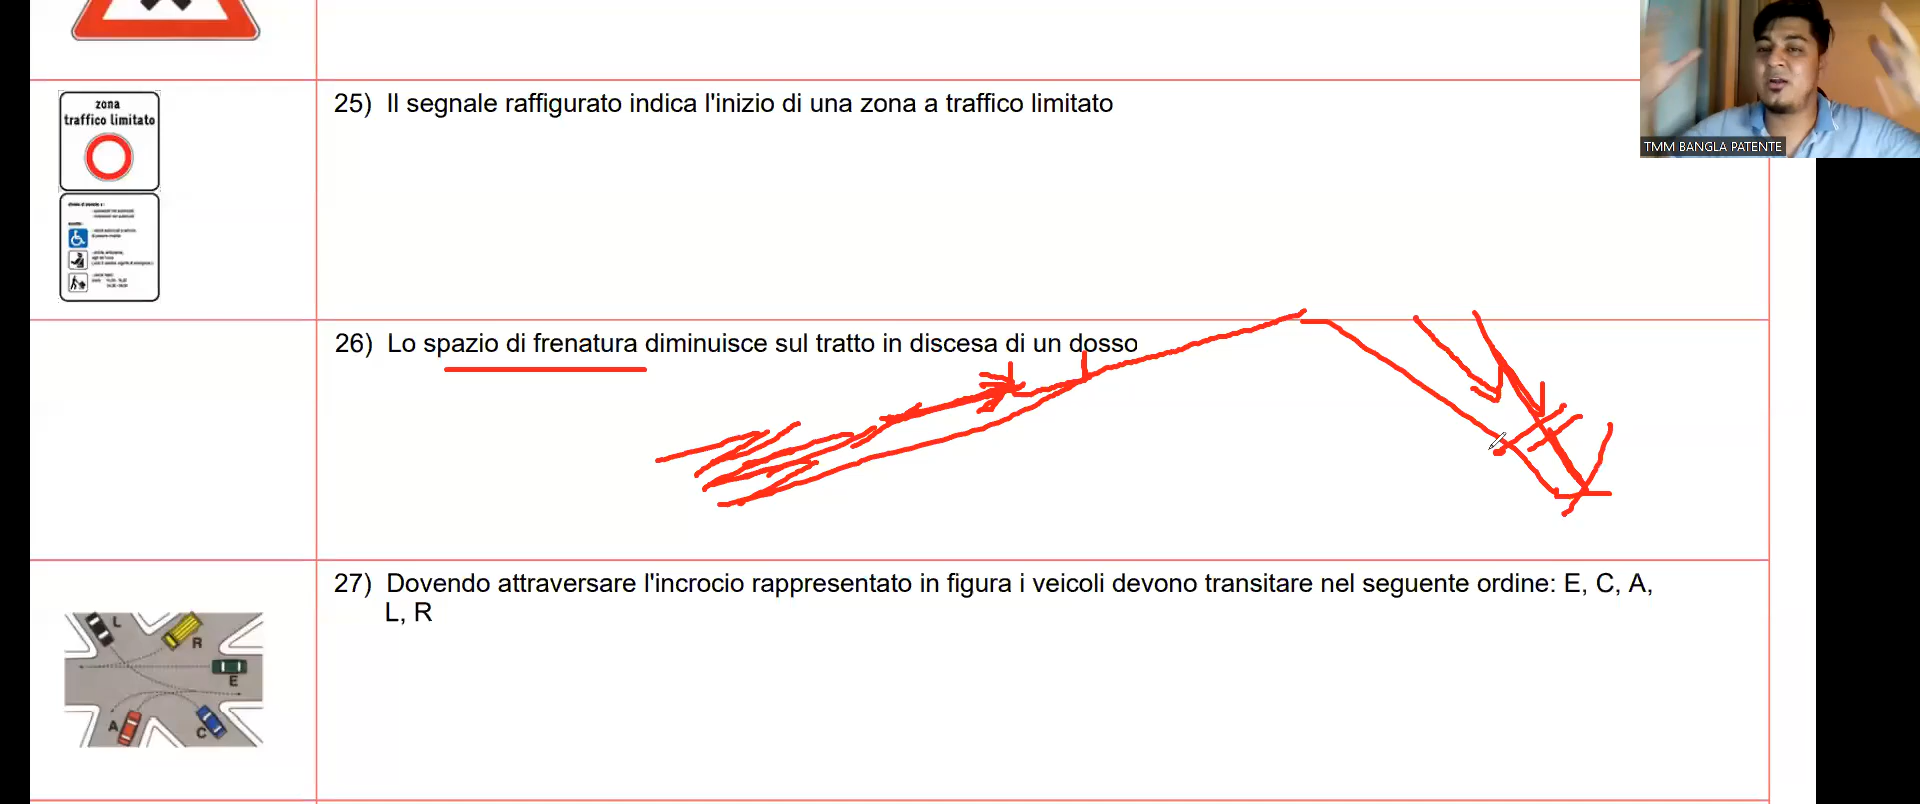 zona
traffico limitato
25) Il segnale raffigurato indica l'inizio di una zona a traffico limitato
TMM BANGLA PATENTE
26) Lo spazio di frenatura diminuisce sul tratto in discesa di un dosso
27) Dovendo attraversare l'incrocio rappresentato in figura i veicoli devono transitare nel seguente ordine: E, C, A,
L, R
L
R
E
A
C